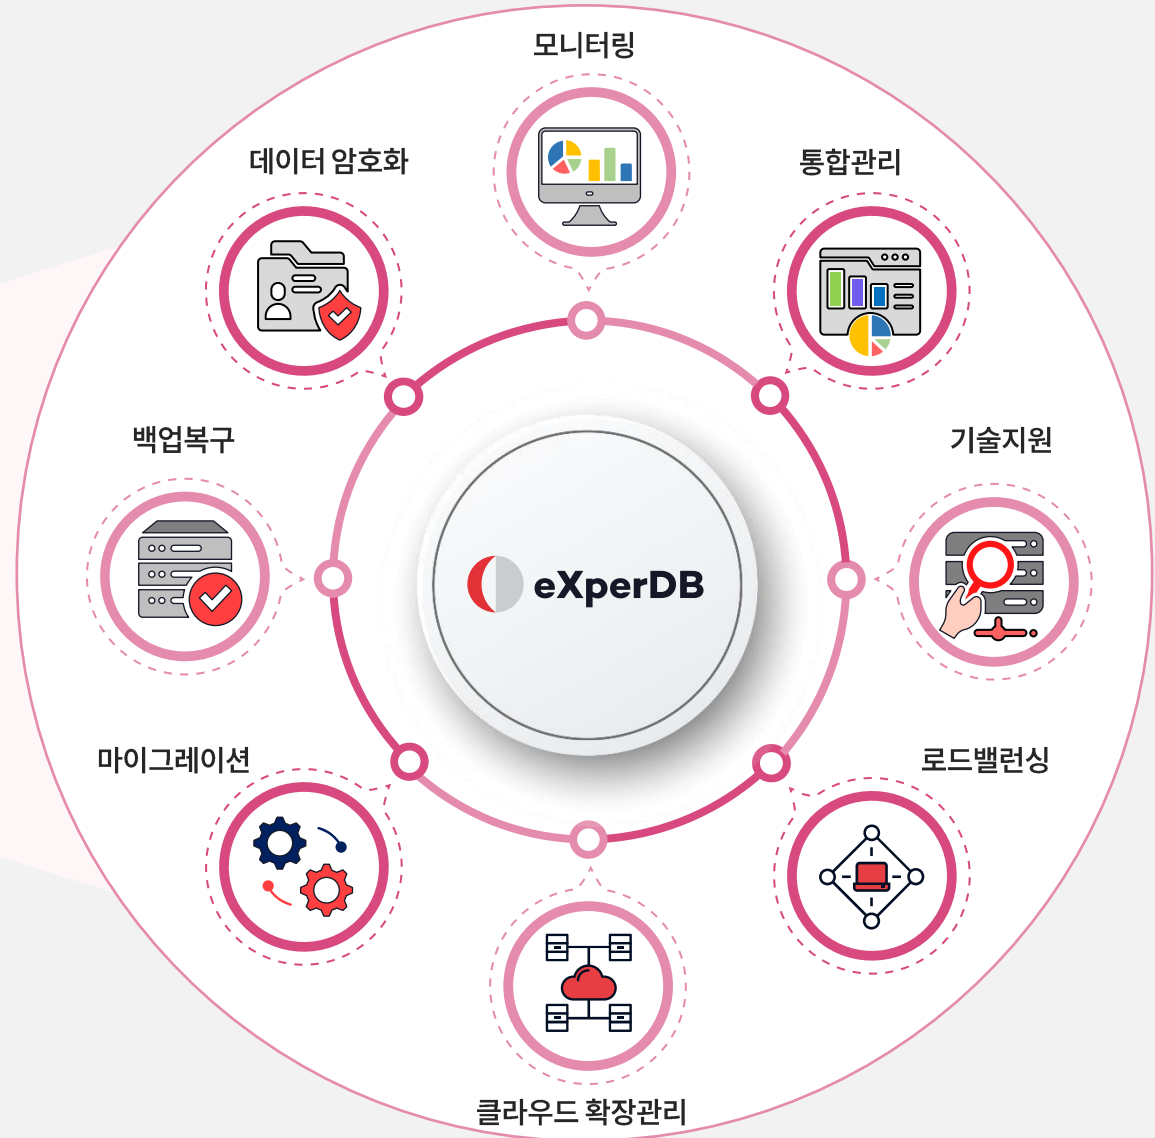 모니터링
데이터 암호화
통합관리
백업복구
기술지원
eXperDB
마이그레이션
로드밸런싱
클라우드 확장관리